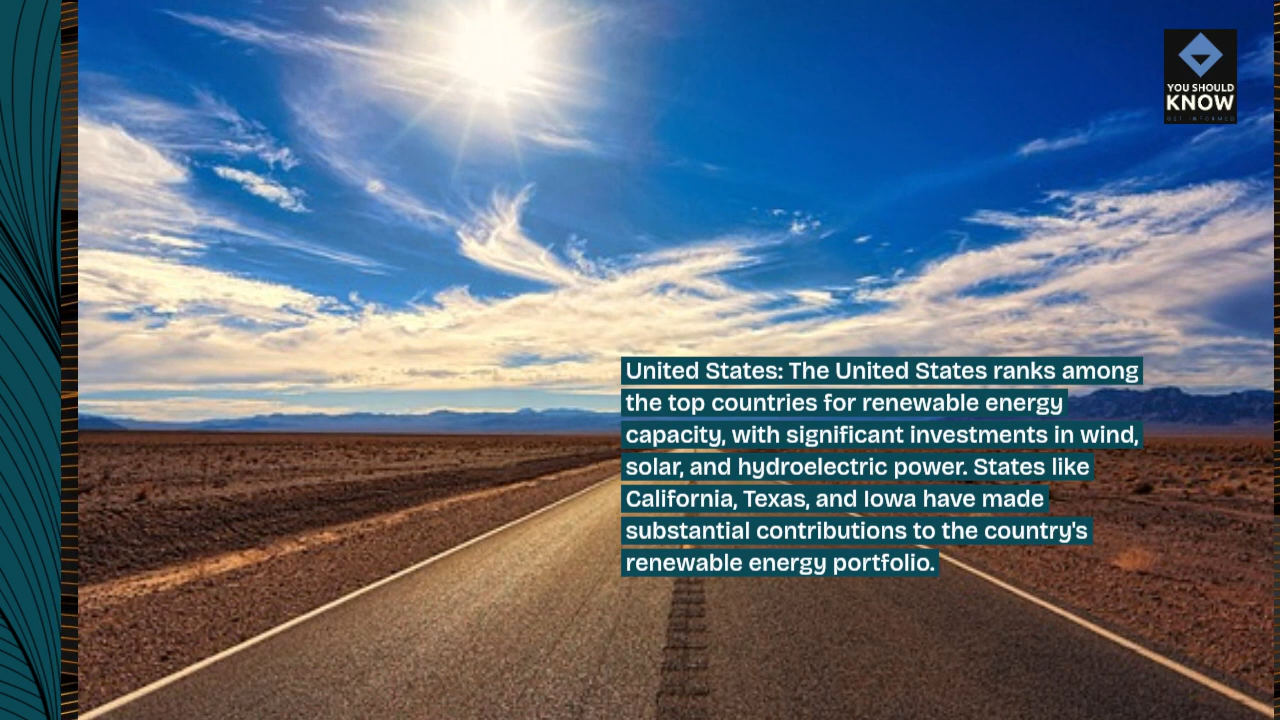 YOU SHOULD
KNOW
GET INFORMED
United States: The United States ranks among
the top countries for renewable energy
capacity, with significant investments in wind,
solar, and hydroelectric power. States like
California, Texas, and Iowa have made
substantial contributions to the country's
renewable energy portfolio.